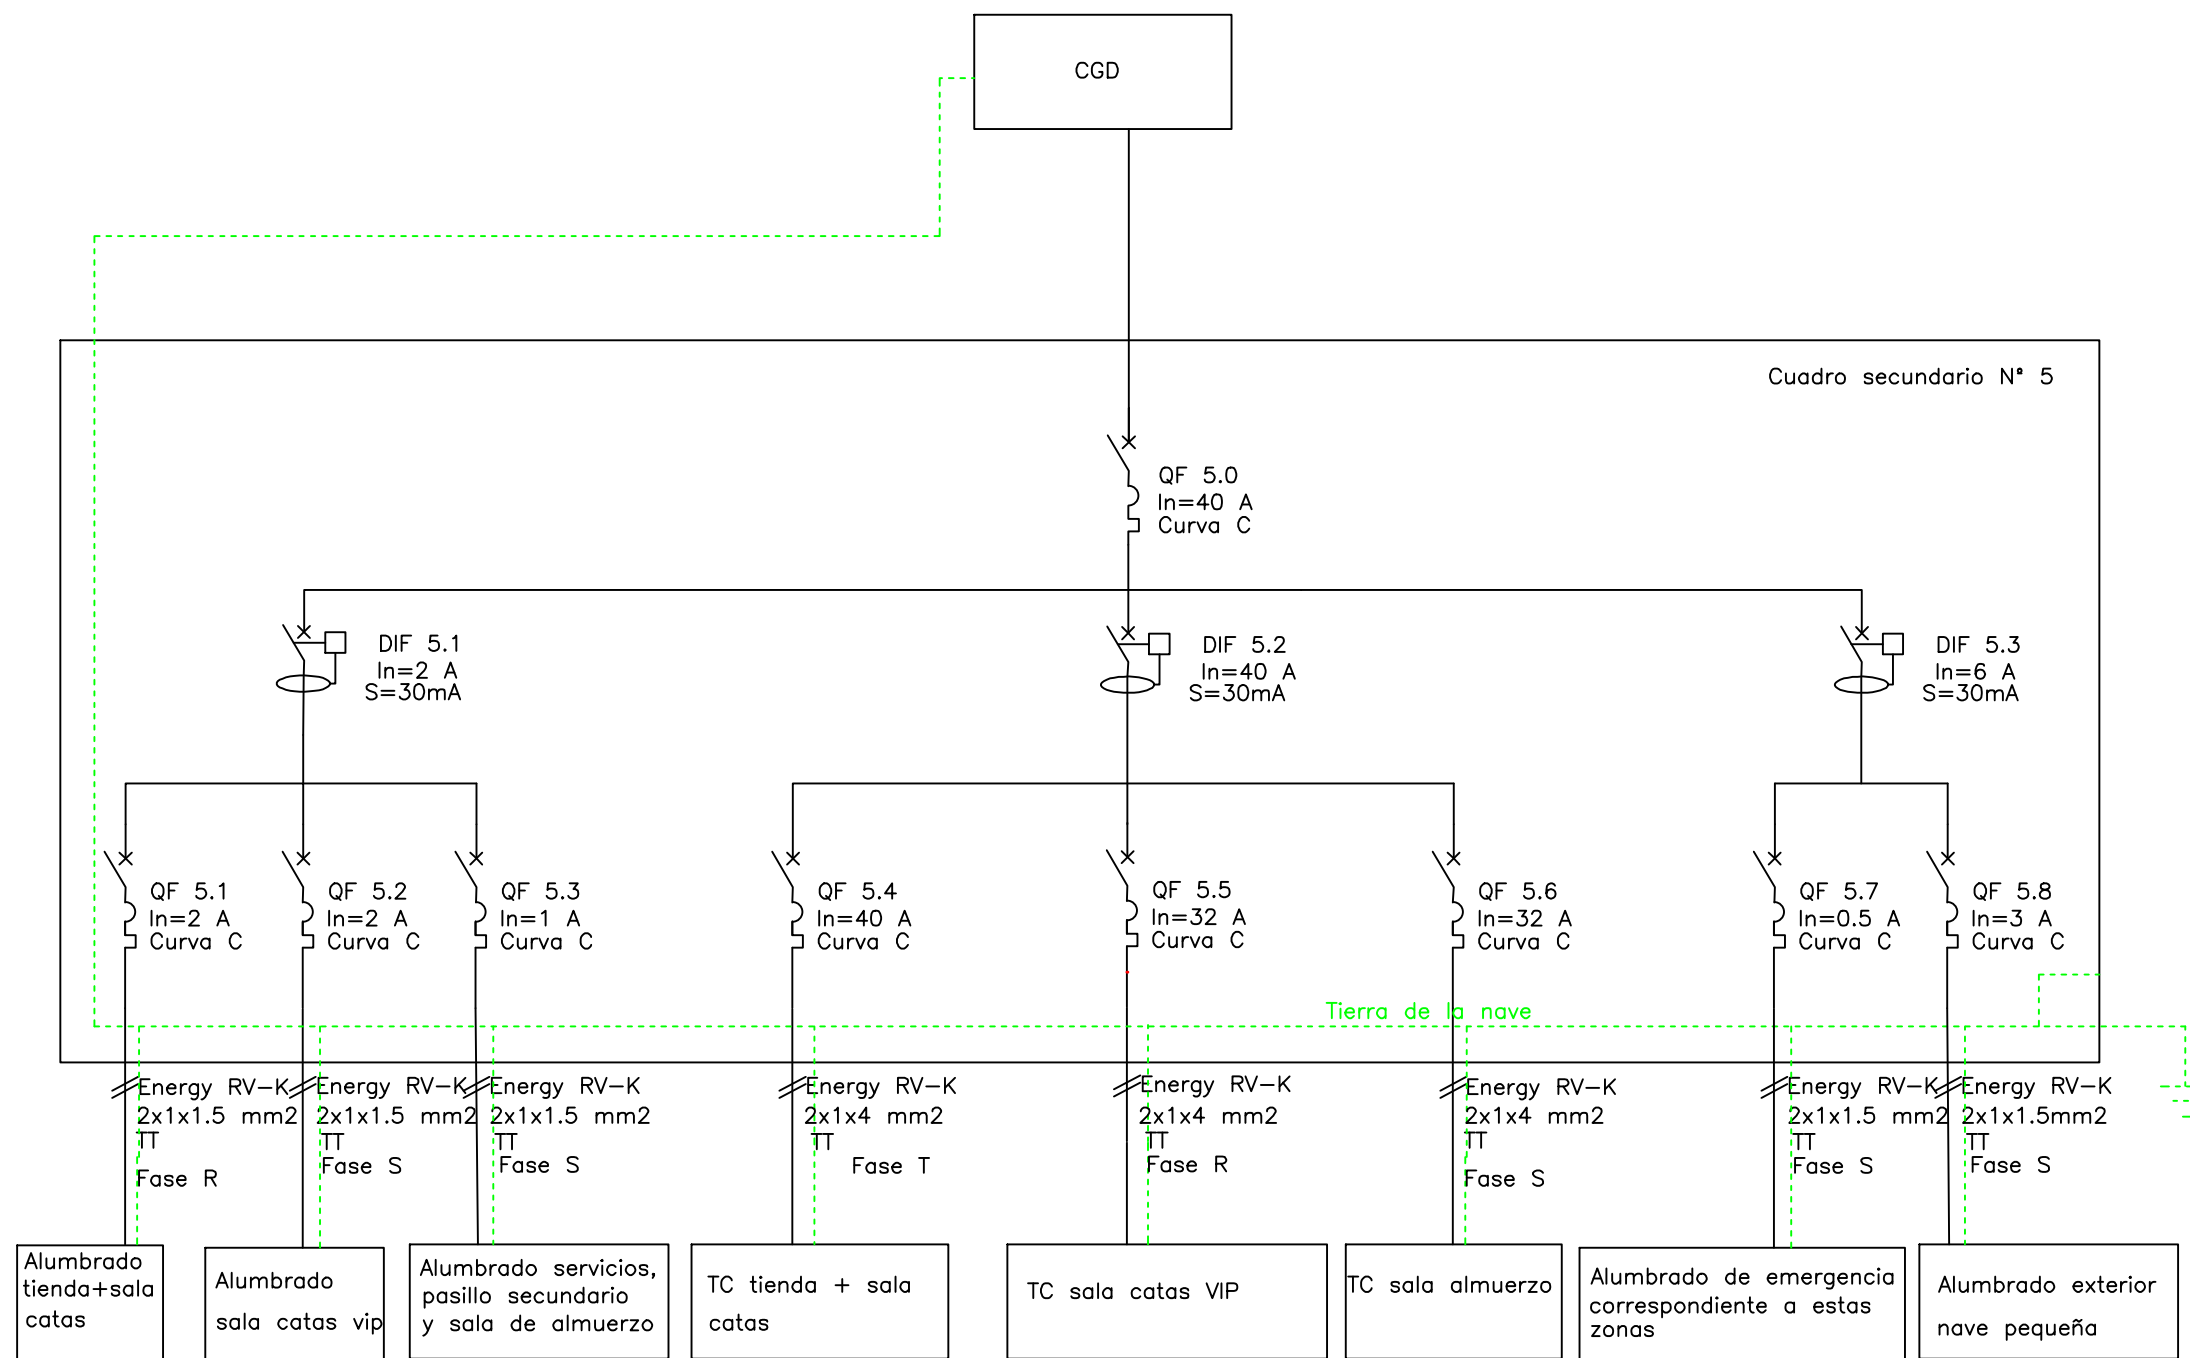 CGD
Cuadro secundario Nº 5
QF 5.0
In=40 A
Curva C
DIF 5.1
In=2 A
S=30mA
DIF 5.2
In=40 A
S=30mA
DIF 5.3
In=6 A
S=30mA
QF 5.1
In=2 A
Curva C
QF 5.2
In=2 A
Curva C
QF 5.3
In=1 A
Curva C
QF 5.4
In=40 A
Curva C
QF 5.5
In=32 A
Curva C
QF 5.6
In=32 A
Curva C
QF 5.7
In=0.5 A
Curva C
QF 5.8
In=3 A
Curva C
Tierra de la nave
Energy RV-K
2x1x1.5 mm2
TT
Fase R
Energy RV-K
2x1x1.5 mm2
TT
Fase S
Energy RV-K
2x1x1.5 mm2
TT
Fase S
Energy RV-K
2x1x4 mm2
TT
Fase T
Energy RV-K
2x1x4 mm2
TT
Fase R
Energy RV-K
2x1x4 mm2
TT
Fase S
Energy RV-K
2x1x1.5 mm2
TT
Fase S
Energy RV-K
2x1x1.5mm2
TT
Fase S
Alumbrado
tienda+sala
catas
Alumbrado
sala catas vip
Alumbrado servicios,
pasillo secundario
y sala de almuerzo
TC tienda + sala
catas
TC sala catas VIP
TC sala almuerzo
Alumbrado de emergencia
correspondiente a estas
zonas
Alumbrado exterior
nave pequeña